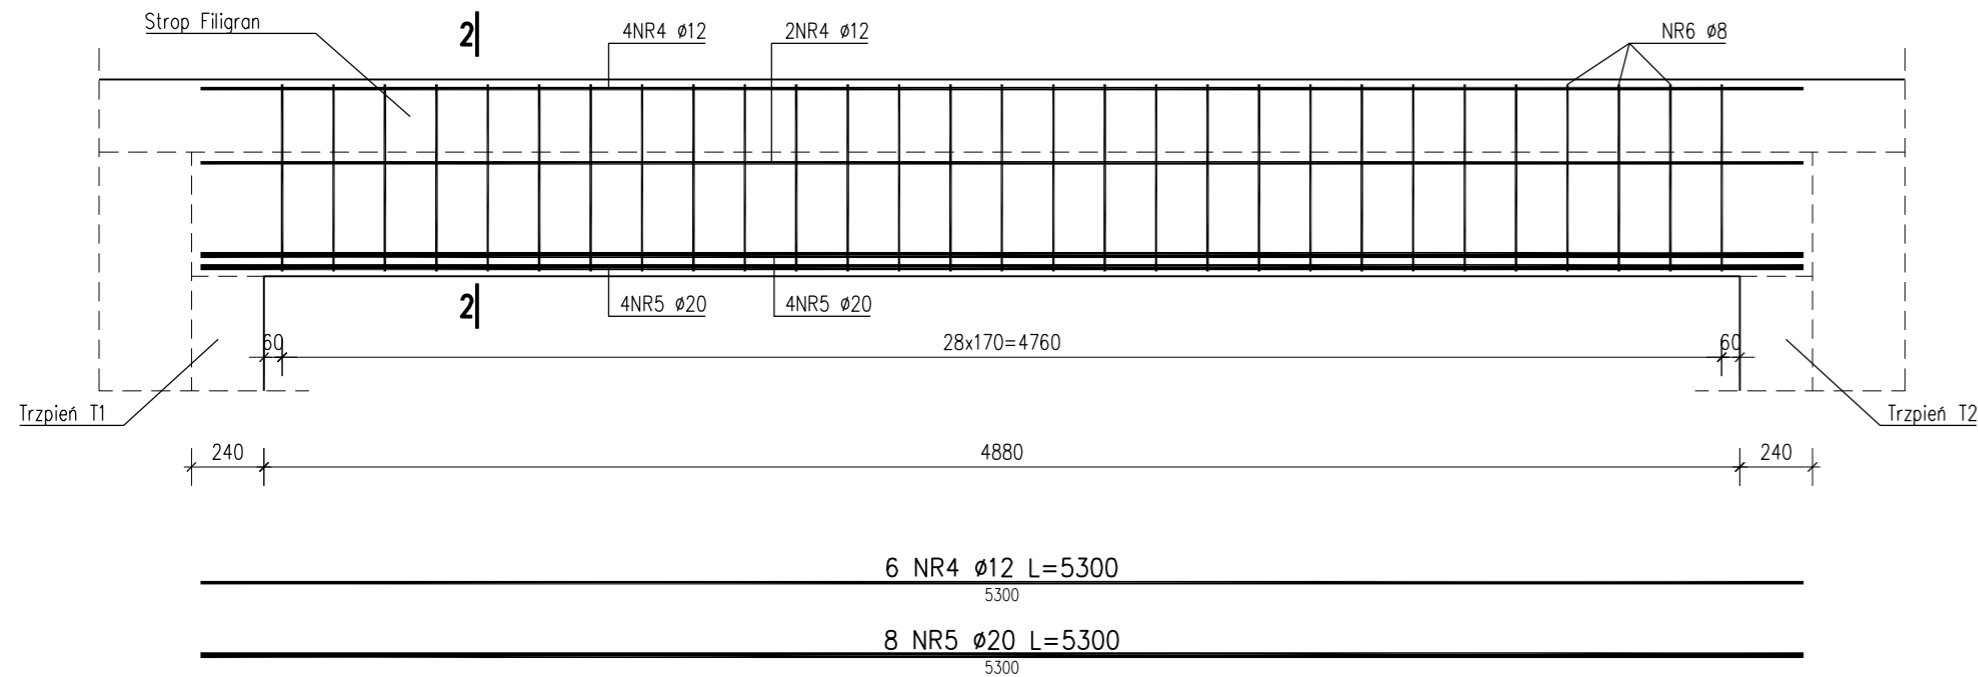 Strop Filigran
2
4NR4 ø12
2NR4 ø12
NR6 ø8
2
4NR5 ø20
4NR5 ø20
60
28x170=4760
60
Trzpień T1
Trzpień T2
240
4880
240
6 NR4 ø12 L=5300
5300
8 NR5 ø20 L=5300
5300